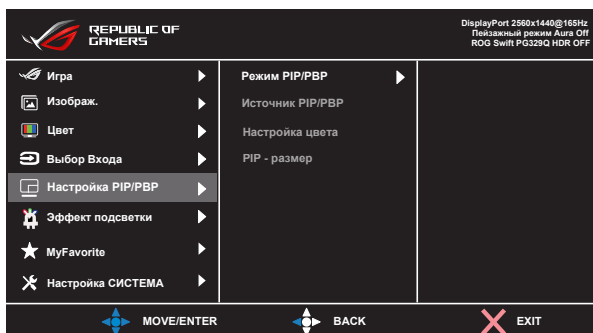 REPUBLIC OF
GAMERS
DisplayPort 2560x1440@165Hz
Пейзажный режим Aura Off
ROG Swift PG329Q HDR OFF
Игра
Изображ.
Цвет
Выбор Входа
Настройка PIP/PBP
Эффект подсветки
MyFavorite
Настройка СИСТЕМА
Режим PIP/PBP
Источник PIP/PBP
Настройка цвета
PIP - размер
MOVE/ENTER
BACK
EXIT